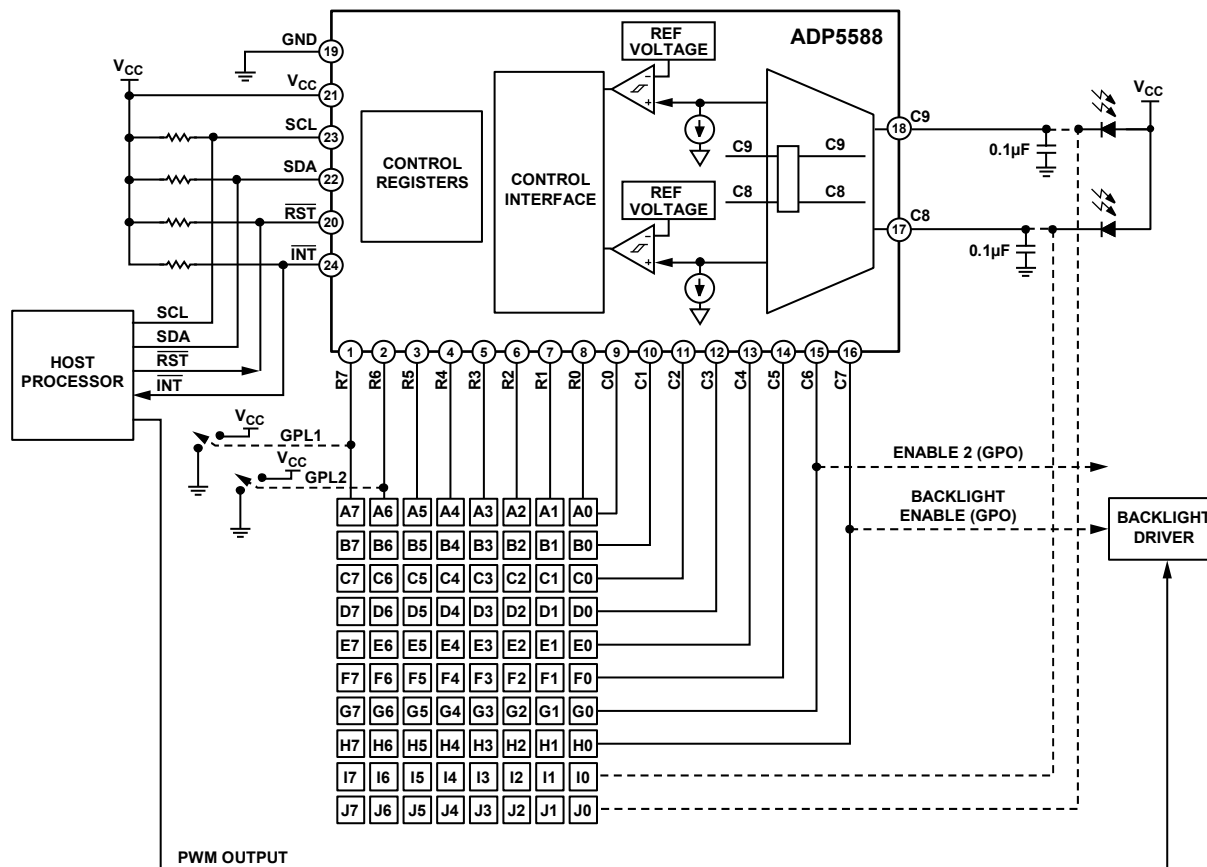 ADP5588
GND
19
REF
VOLTAGE
VCC
VCC
21
VCC
SCL
23
18
C9
C9
C9
0.1µF
SDA
22
CONTROL
REGISTERS
CONTROL
INTERFACE
REF
VOLTAGE
C8
C8
RST
20
17
C8
INT
24
0.1µF
HOST
PROCESSOR
SCL
SDA
RST
INT
1 2 3 4 5 6 7 8 9 10 11 12 13 14 15 16
R7 R6 R5 R4 R3 R2 R1 R0 C0 C1 C2 C3 C4 C5 C6 C7
VCC
GPL1
VCC
GPL2
ENABLE 2 (GPO)
BACKLIGHT
ENABLE (GPO)
BACKLIGHT
DRIVER
A7 A6 A5 A4 A3 A2 A1 A0
B7 B6 B5 B4 B3 B2 B1 B0
C7 C6 C5 C4 C3 C2 C1 C0
D7 D6 D5 D4 D3 D2 D1 D0
E7 E6 E5 E4 E3 E2 E1 E0
F7 F6 F5 F4 F3 F2 F1 F0
G7 G6 G5 G4 G3 G2 G1 G0
H7 H6 H5 H4 H3 H2 H1 H0
I7 I6 I5 I4 I3 I2 I1 I0
J7 J6 J5 J4 J3 J2 J1 J0
PWM OUTPUT